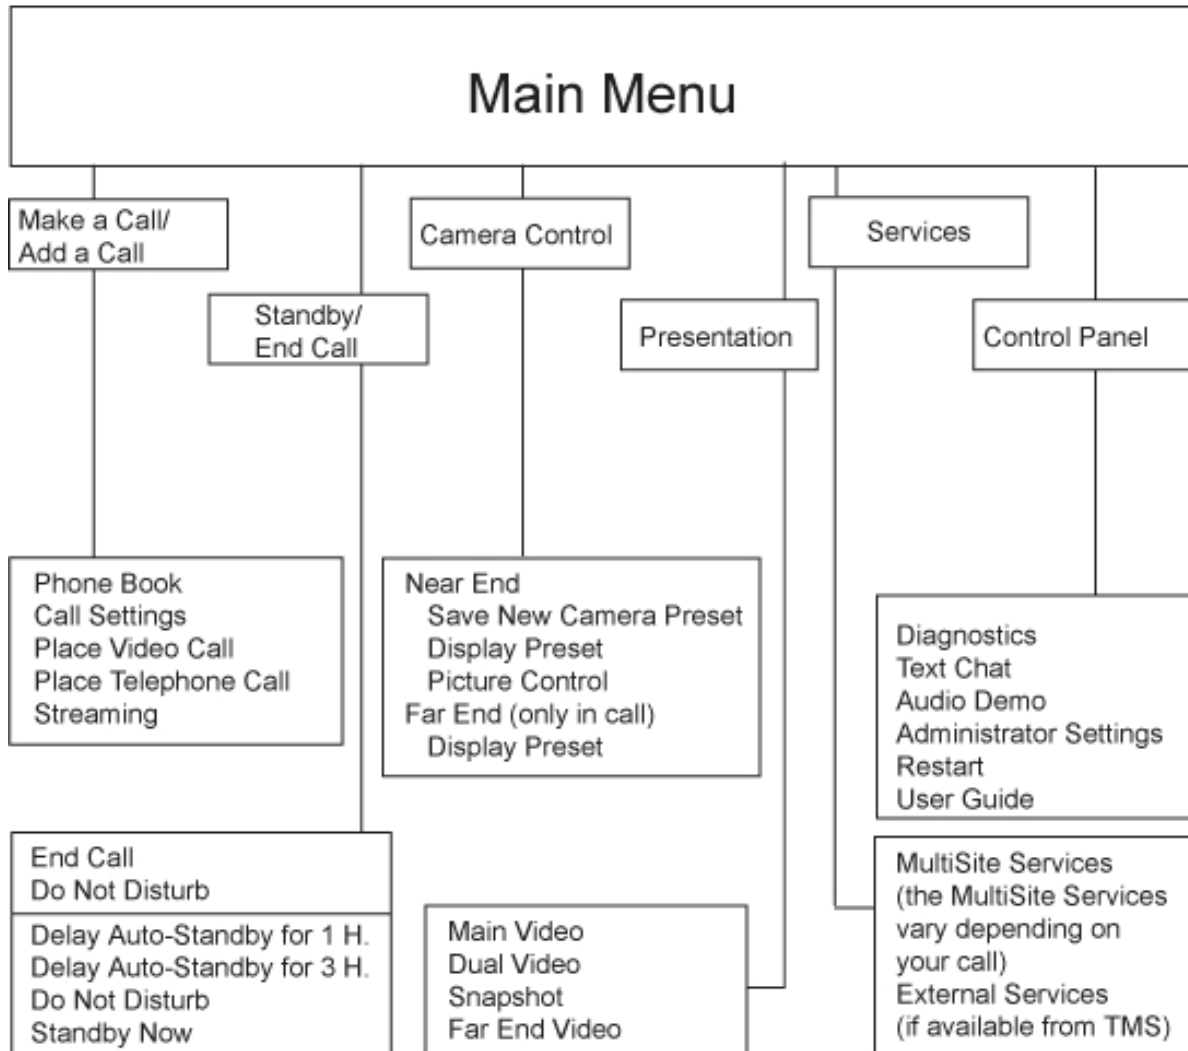 Main Menu
Make a Call/
Add a Call
Standby/
End Call
Camera Control
Presentation
Services
Control Panel
Phone Book
Call Settings
Place Video Call
Place Telephone Call
Streaming
Near End
Save New Camera Preset
Display Preset
Picture Control
Far End (only in call)
Display Preset
Diagnostics
Text Chat
Audio Demo
Administrator Settings
Restart
User Guide
End Call
Do Not Disturb
Delay Auto-Standby for 1 H.
Delay Auto-Standby for 3 H.
Do Not Disturb
Standby Now
Main Video
Dual Video
Snapshot
Far End Video
MultiSite Services
(the MultiSite Services
vary depending on
your call)
External Services
(if available from TMS)